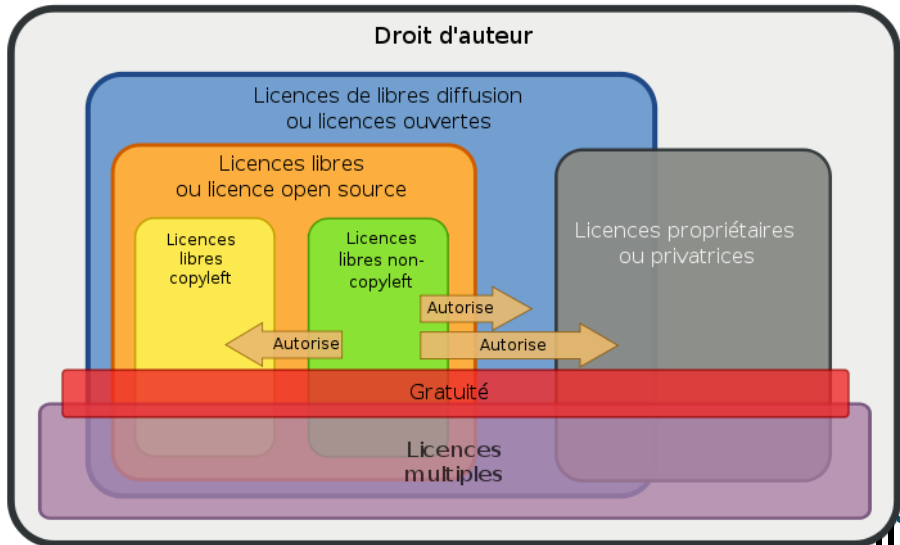 Droit d'auteur
Licences de libres diffusion
ou licences ouvertes
Licences libres
ou licence open source
Licences propriétaires
ou privatrices
Licences
libres
copyleft
Licences
libres non-
copyleft
Autorise
Autorise
Autorise
Gratuité
Licences
multiples